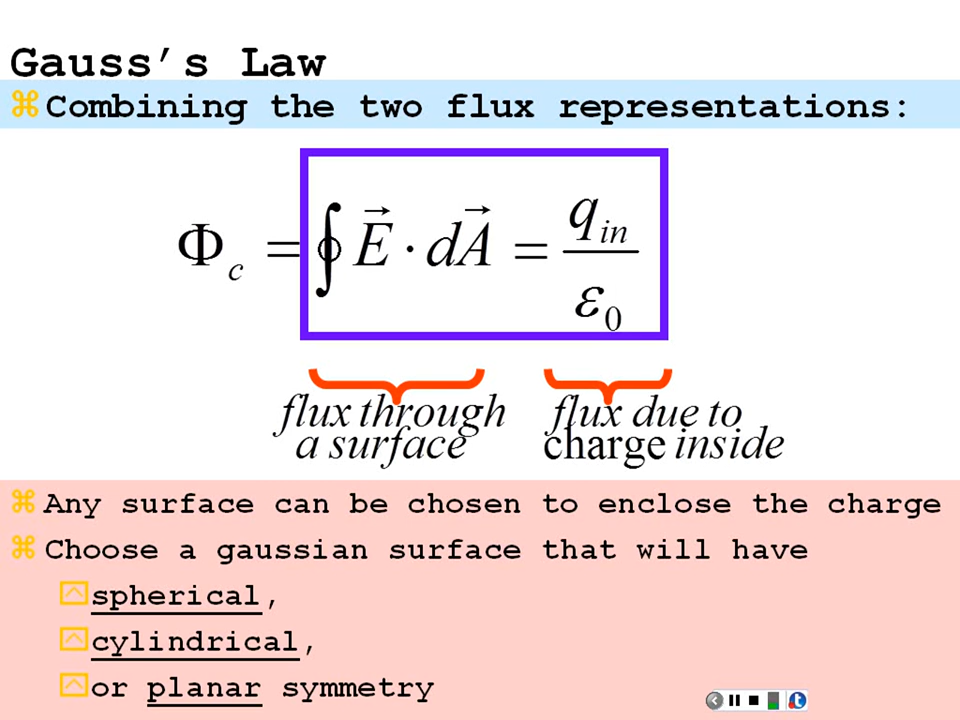 Gauss's Law
Combining the two flux representations:
Φc = ∮ E⃗ · dA⃗ = qin / ε0
flux through a surface
flux due to charge inside
Any surface can be chosen to enclose the charge
Choose a gaussian surface that will have
spherical,
cylindrical,
or planar symmetry